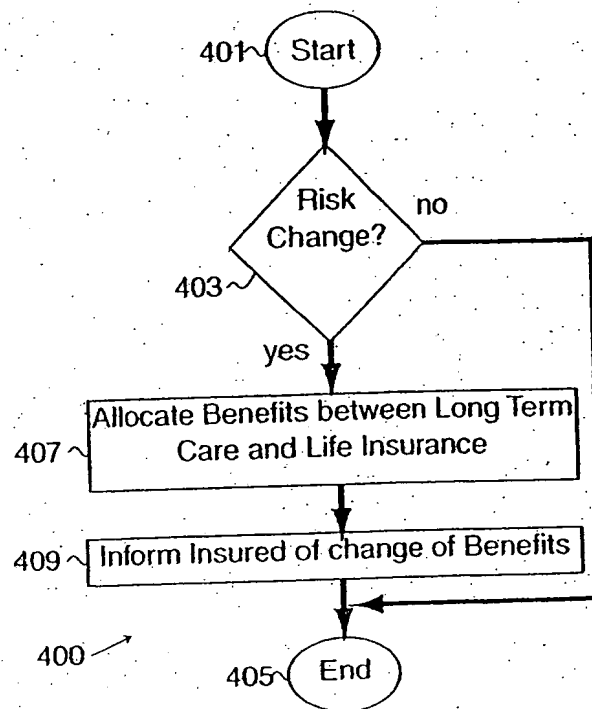 401 Start
Risk
Change?
no
403
yes
Allocate Benefits between Long Term
Care and Life Insurance
407
409 Inform Insured of change of Benefits
400
405 End